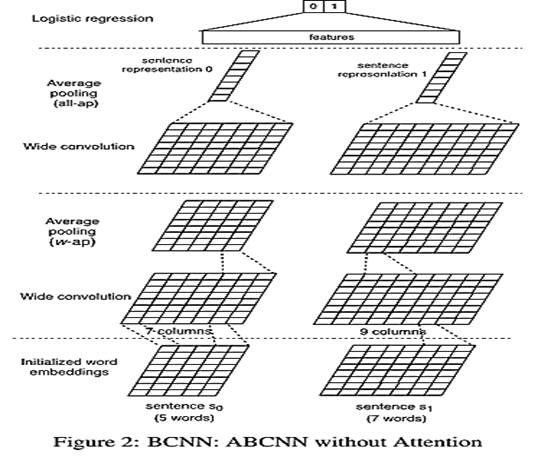 Logistic regression
0 1
features
sentence
representation 0
sentence
representation 1
Average
pooling
(all-ap)
Wide convolution
Average
pooling
(w-ap)
Wide convolution
7 columns
9 columns
Initialized word
embeddings
sentence s0
(5 words)
sentence s1
(7 words)
Figure 2: BCNN: ABCNN without Attention